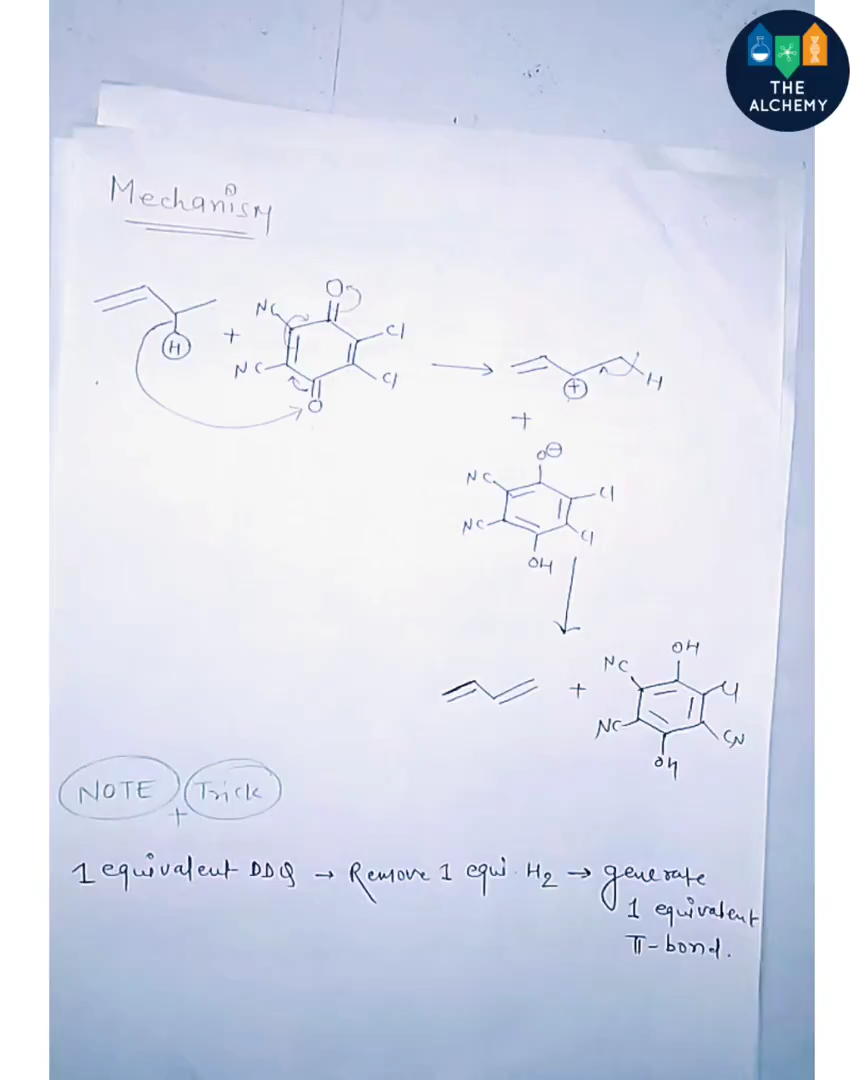 THE
ALCHEMY
Mechanism
O
NC
Cl
H
+
NC
Cl
O
+
H
+
O⊖
NC
Cl
NC
Cl
OH
OH
NC
Cl
+
NC
CN
OH
NOTE + Trick
1 equivalent DDQ → Remove 1 equi. H2 → generate
1 equivalent
π-bond.